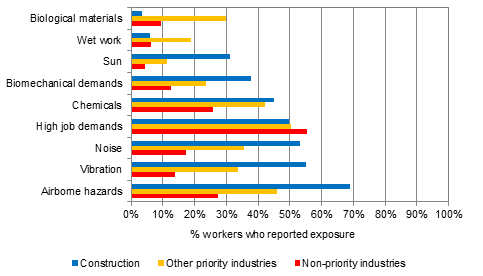 Biological materials
Wet work
Sun
Biomechanical demands
Chemicals
High job demands
Noise
Vibration
Airborne hazards
0% 10% 20% 30% 40% 50% 60% 70% 80% 90% 100%
% workers who reported exposure
Construction Other priority industries Non-priority industries